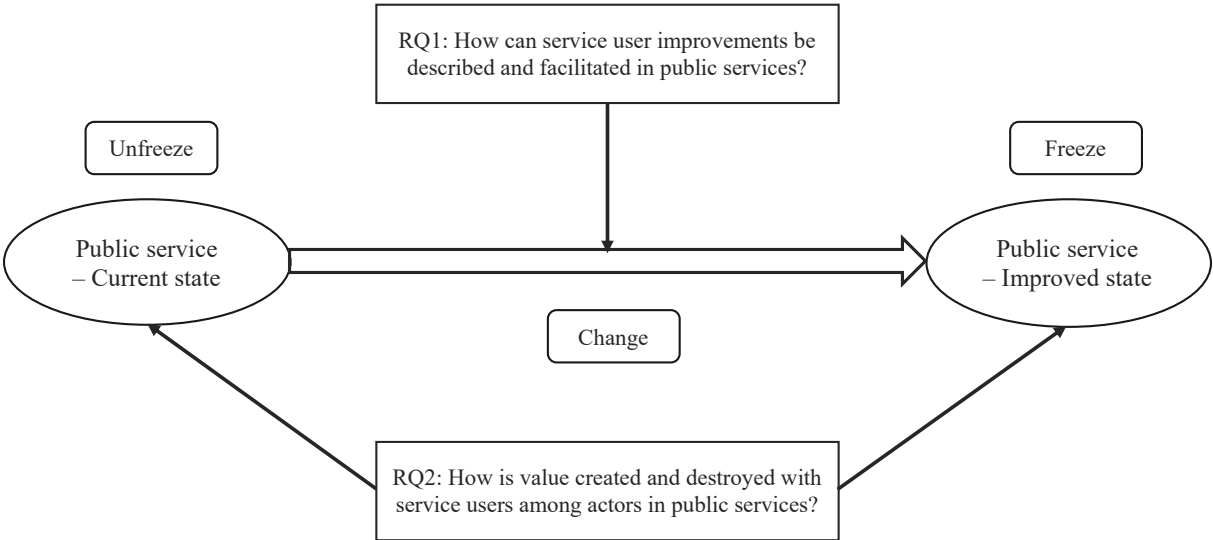 RQ1: How can service user improvements be
described and facilitated in public services?
Unfreeze
Freeze
Public service
– Current state
Public service
– Improved state
Change
RQ2: How is value created and destroyed with
service users among actors in public services?